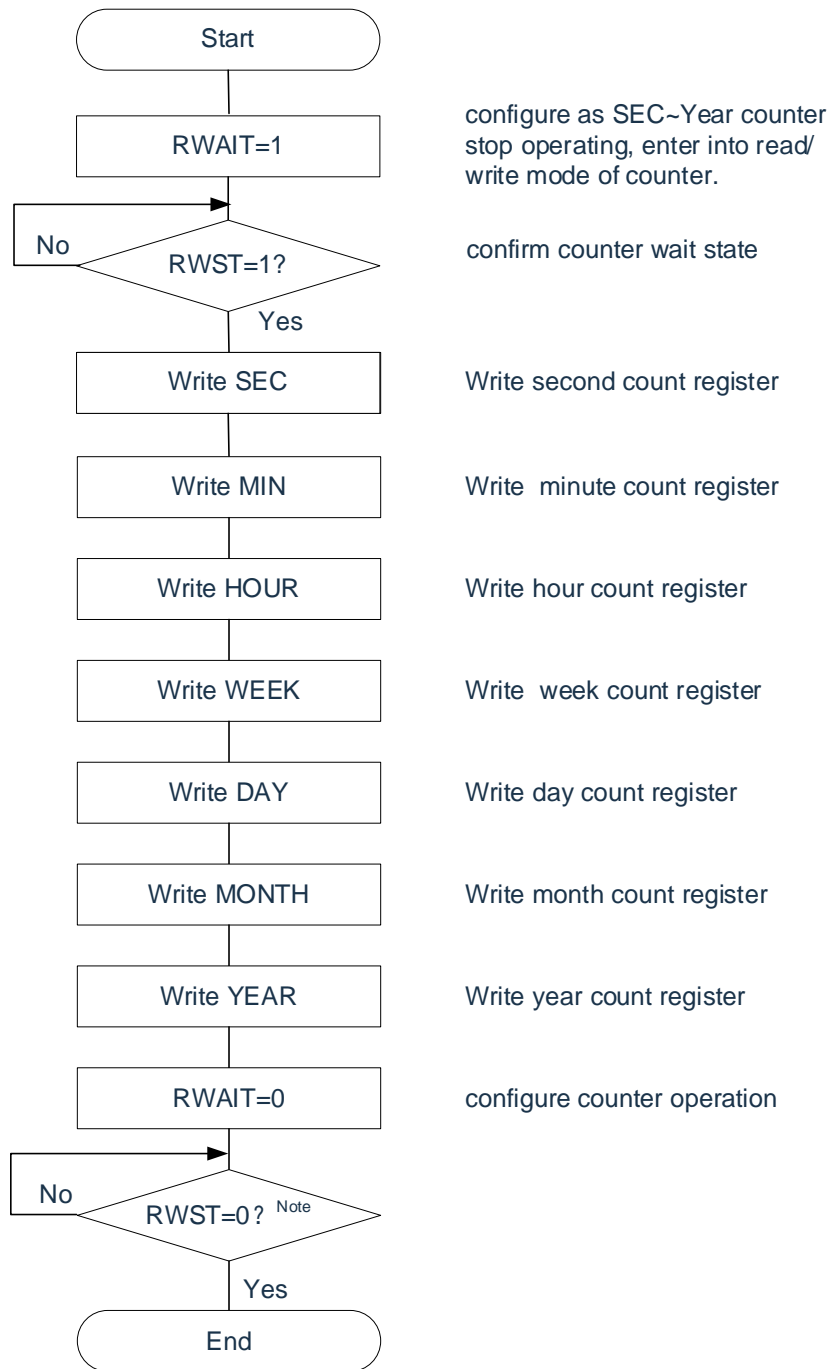 Start
RWAIT=1
configure as SEC~Year counter
stop operating, enter into read/
write mode of counter.
No
RWST=1?
confirm counter wait state
Yes
Write SEC
Write second count register
Write MIN
Write  minute count register
Write HOUR
Write hour count register
Write WEEK
Write  week count register
Write DAY
Write day count register
Write MONTH
Write month count register
Write YEAR
Write year count register
RWAIT=0
configure counter operation
No
RWST=0? Note
Yes
End